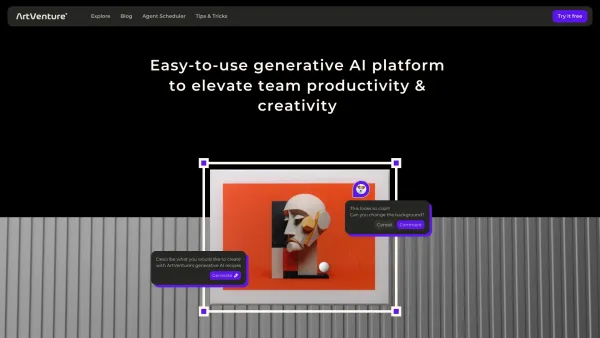 ArtVenture
Explore Blog Agent Scheduler Tips & Tricks Try it free
Easy-to-use generative AI platform
to elevate team productivity &
creativity
This looks so cool!!
Can you change the background?
Cancel Comment
Describe what you would like to create
with ArtVenture's generative AI recipes
Generate